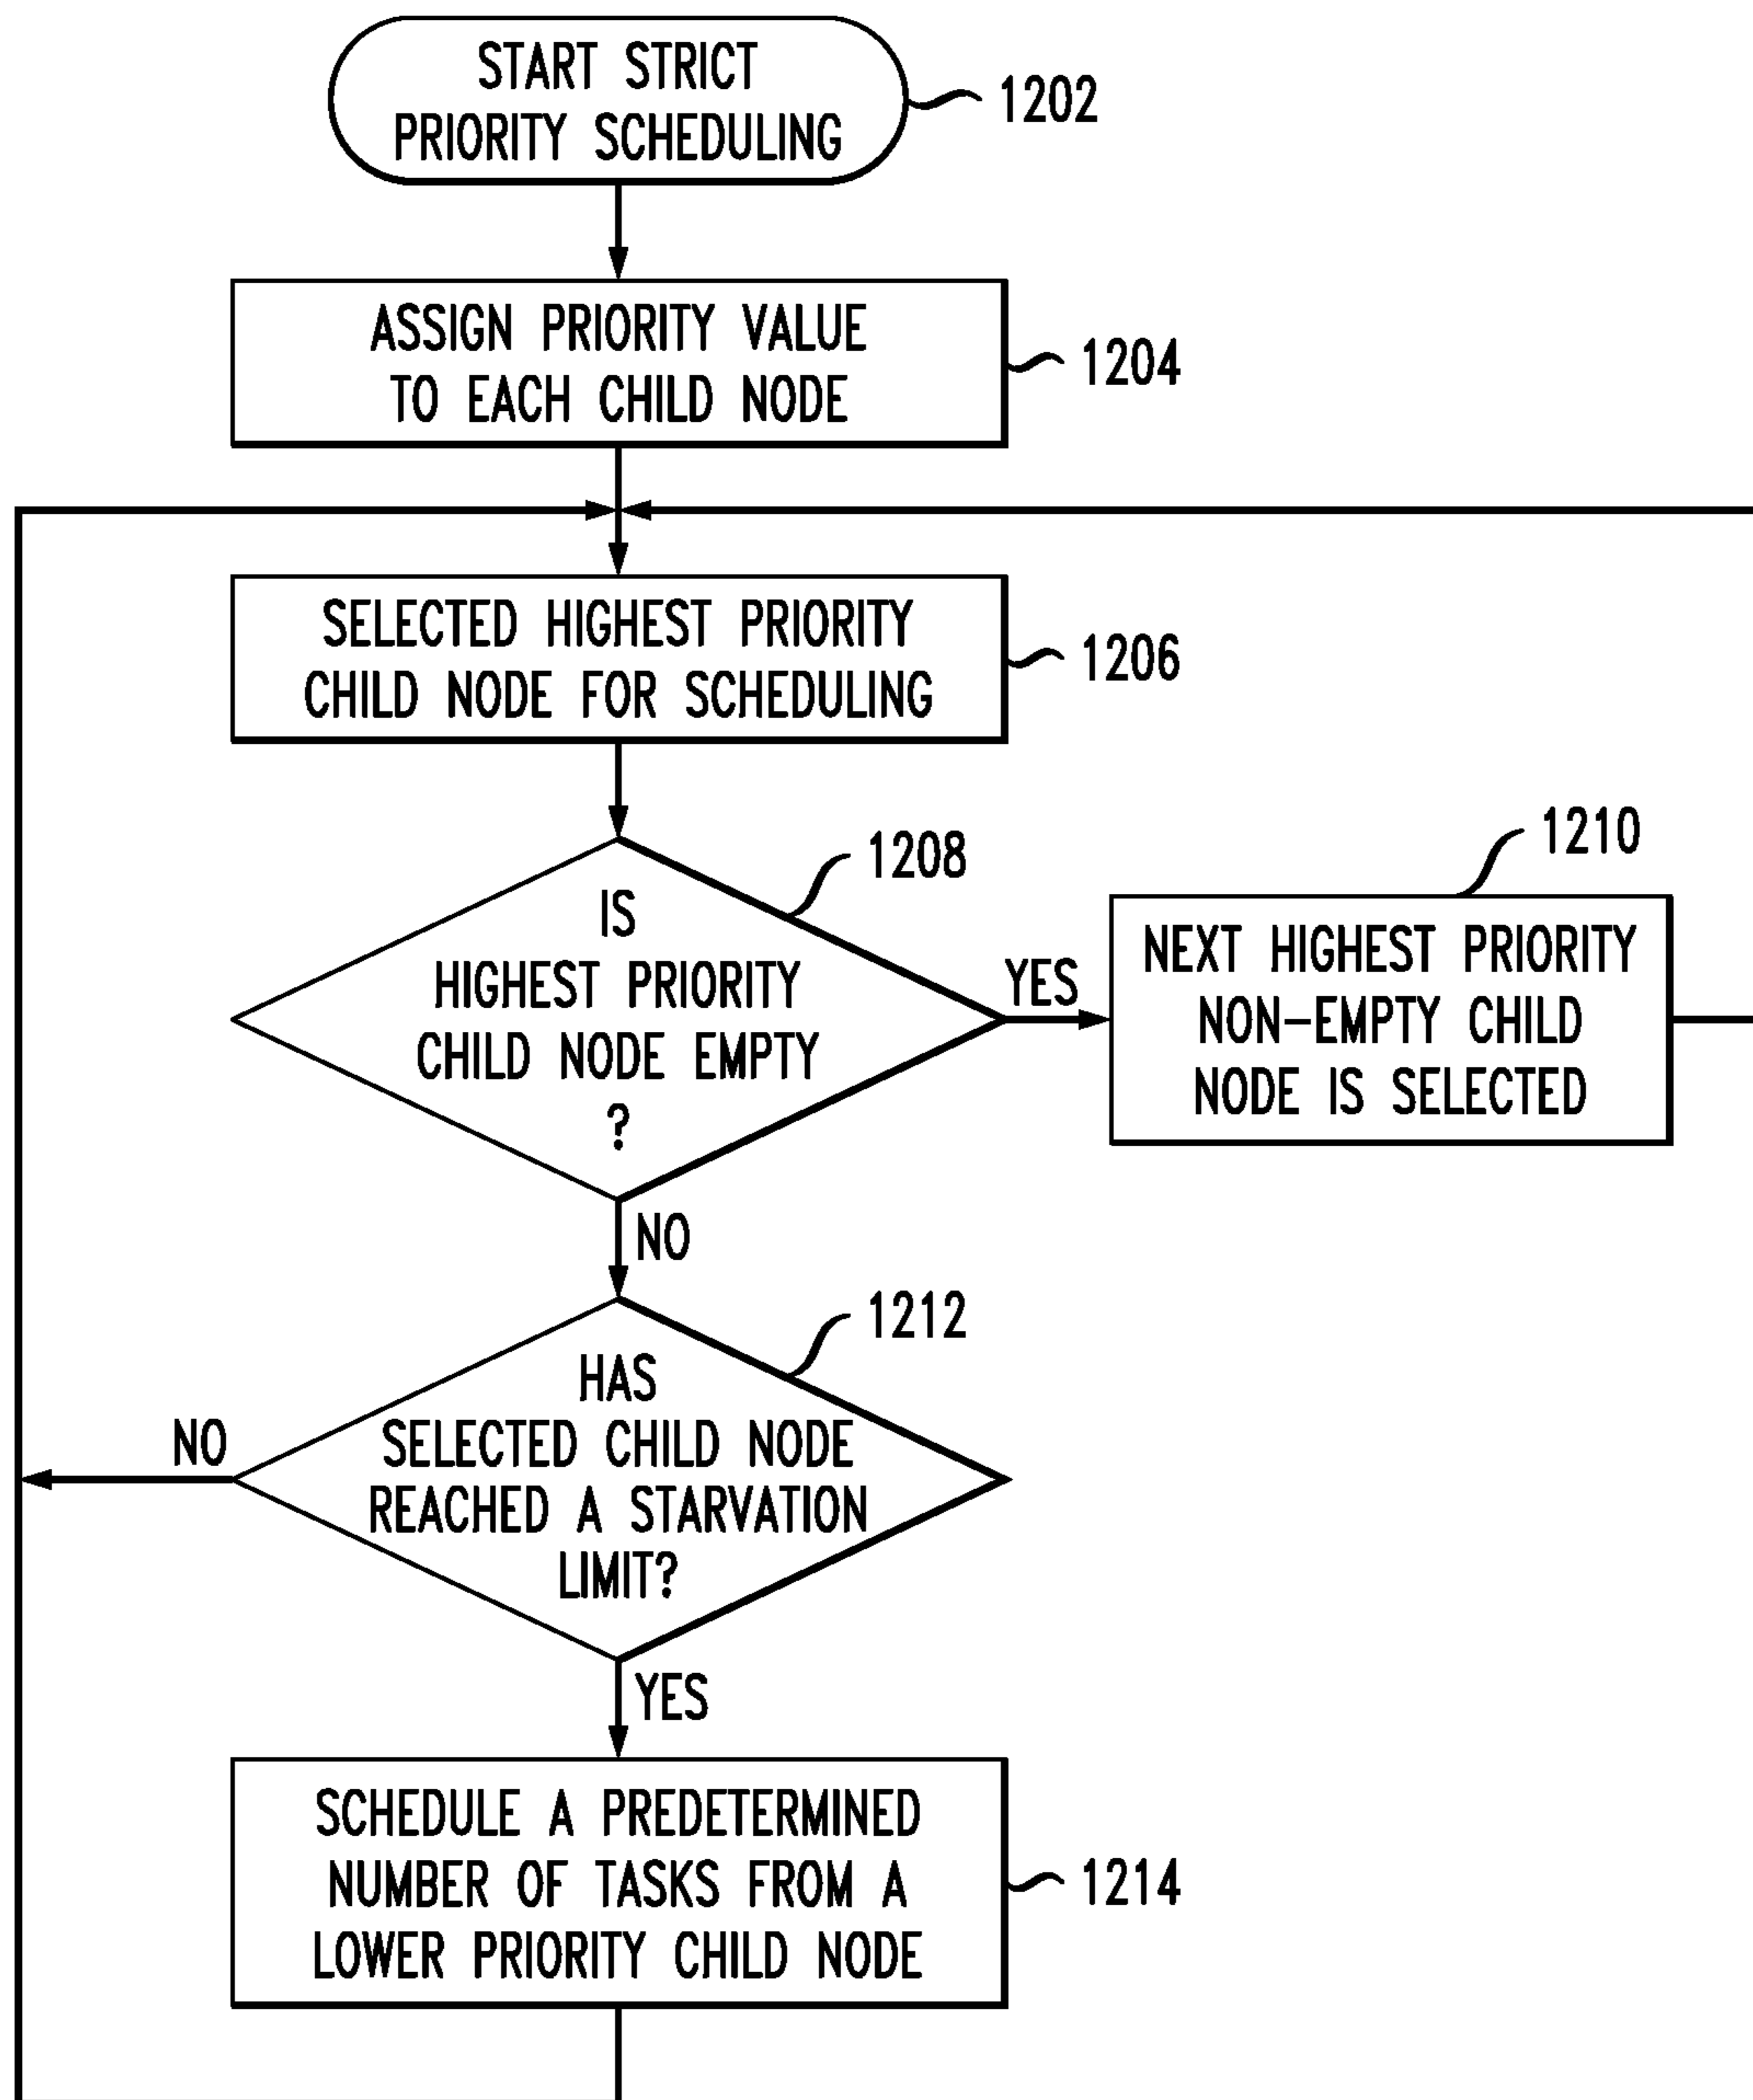 START STRICT
PRIORITY SCHEDULING
1202
ASSIGN PRIORITY VALUE
TO EACH CHILD NODE
1204
SELECTED HIGHEST PRIORITY
CHILD NODE FOR SCHEDULING
1206
1208
IS
HIGHEST PRIORITY
CHILD NODE EMPTY
?
YES
1210
NEXT HIGHEST PRIORITY
NON-EMPTY CHILD
NODE IS SELECTED
NO
1212
HAS
SELECTED CHILD NODE
REACHED A STARVATION
LIMIT?
NO
YES
SCHEDULE A PREDETERMINED
NUMBER OF TASKS FROM A
LOWER PRIORITY CHILD NODE
1214